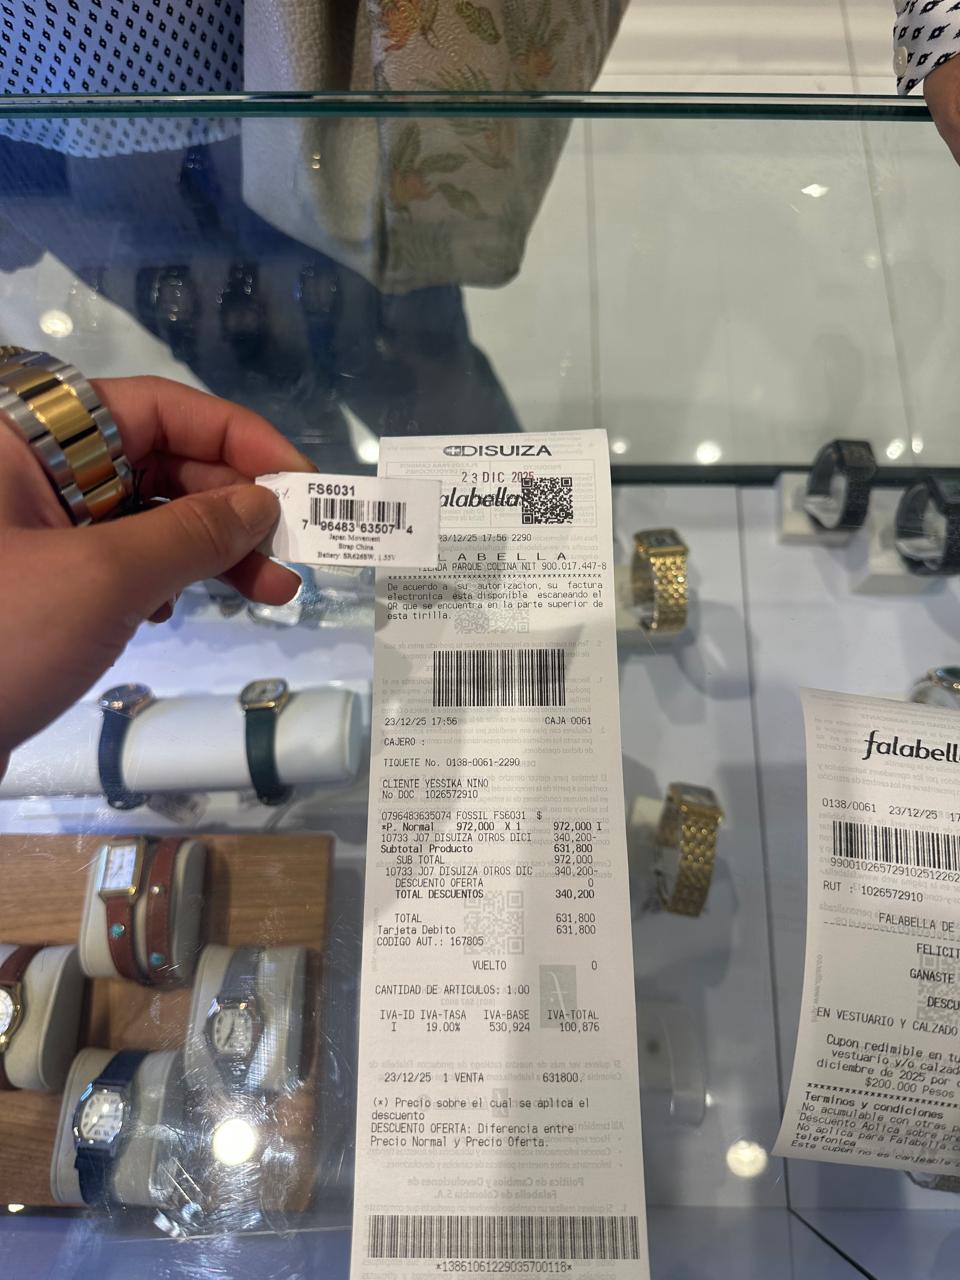 FS6031
7 96483 63507 4
Japan Movement
Strap China
Battery: SR626SW, 1.55V
DISUIZA
23 DIC 2025
falabella
23/12/25 17:56 2290
TIENDA PARQUE COLINA NIT 900.017.447-8
De acuerdo a su autorizacion, su factura
electronica esta disponible escaneando el
QR que se encuentra en la parte superior de
esta tirilla.
23/12/25 17:56 CAJA 0061
CAJERO :
TIQUETE No. 0138-0061-2290
CLIENTE YESSIKA NINO
No DOC 1026572910
0796483635074 FOSSIL FS6031 $
*P. Normal 972,000 X 1 972,000 I
10733 J07 DISUIZA OTROS DICI 340,200-
Subtotal Producto 631,800
SUB TOTAL 972,000
10733 J07 DISUIZA OTROS DIC 340,200-
DESCUENTO OFERTA 0
TOTAL DESCUENTOS 340,200
TOTAL 631,800
Tarjeta Debito 631,800
CODIGO AUT.: 167805
VUELTO 0
CANTIDAD DE ARTICULOS: 1.00
IVA-ID IVA-TASA IVA-BASE IVA-TOTAL
I 19.00% 530,924 100,876
23/12/25 1 VENTA 631800,
(*) Precio sobre el cual se aplica el
descuento
DESCUENTO OFERTA: Diferencia entre
Precio Normal y Precio Oferta.
*13861061229035700118*
falabella
0138/0061 23/12/25 17
990010265729102512262
RUT : 1026572910
FALABELLA DE
FELICIT
GANASTE
DESCU
EN VESTUARIO Y CALZADO
Cupon redimible en tu
vestuario y/o calza
diciembre de 2025 por
$200.000 Pesos
Terminos y condiciones
No acumulable con otras
Descuento Aplica sobre pre
No aplica para Falabella.c
Telefonica
Este cupon no es canjeable